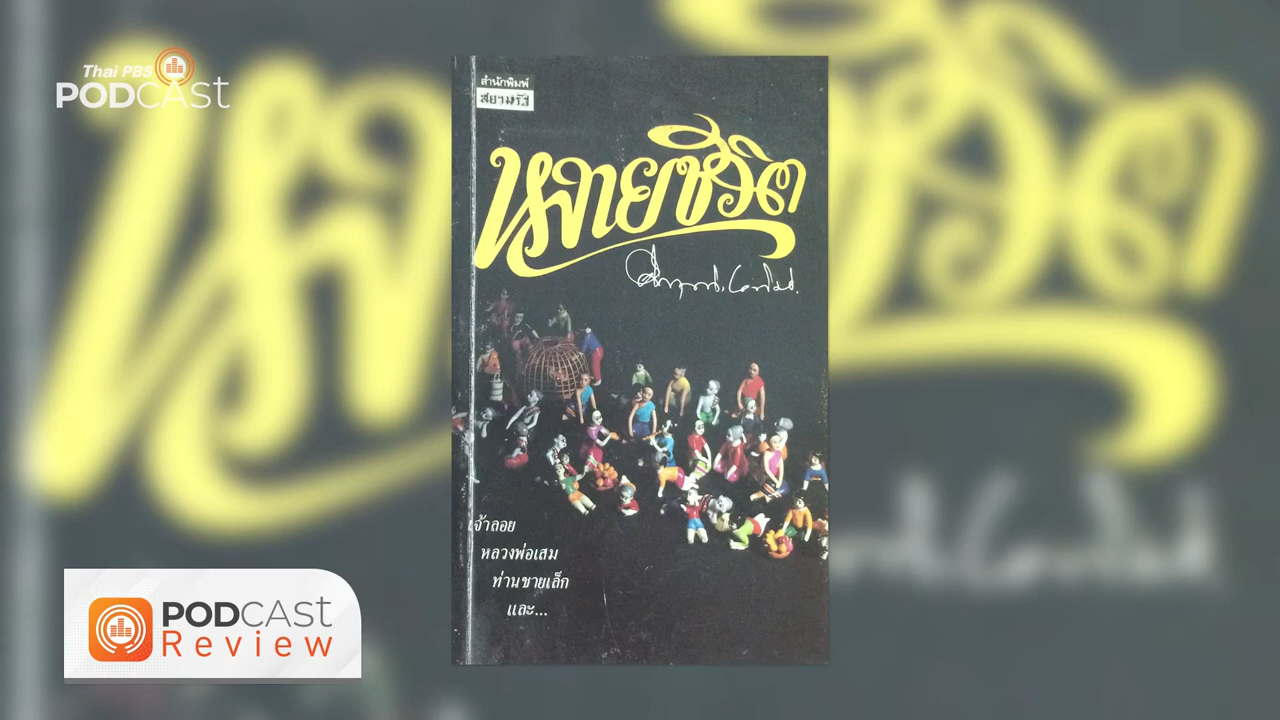 Thai PBS
PODCAST
สำนักพิมพ์
สยามรัฐ
หลายชีวิต
เจ้าลอย
หลวงพ่อเสม
ท่านชายเล็ก
และ...
PODCAST
Review